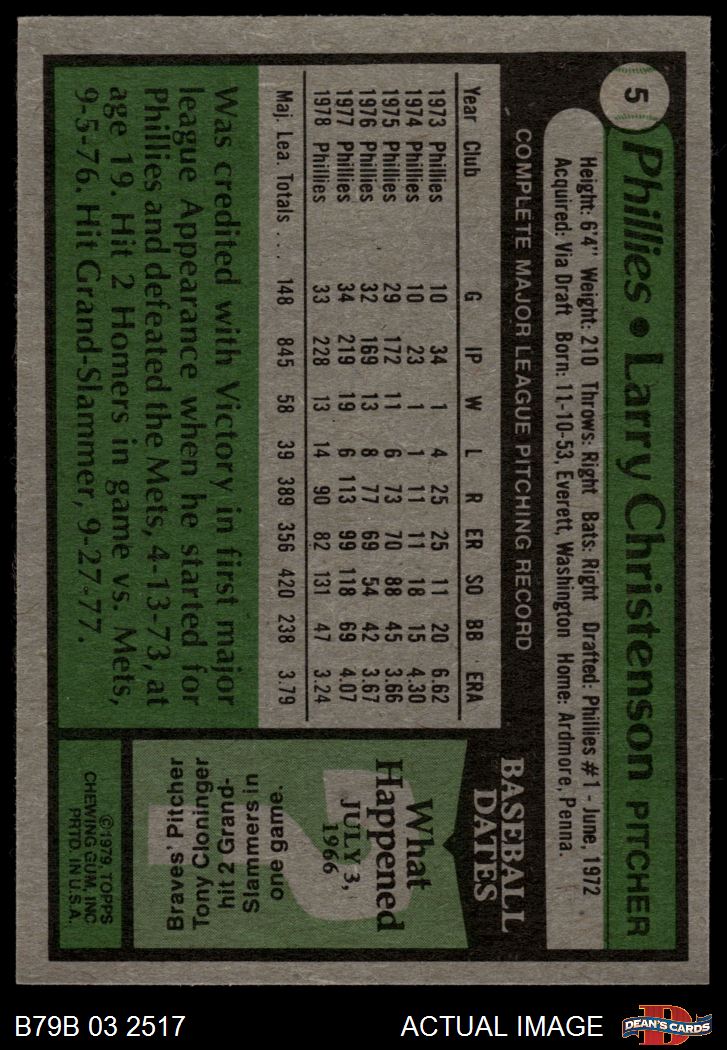 5
Phillies • Larry Christenson PITCHER
Height: 6'4" Weight: 210 Throws: Right Bats: Right Drafted: Phillies #1 - June, 1972
Acquired: Via Draft Born: 11-10-53, Everett, Washington Home: Ardmore, Penna.
COMPLETE MAJOR LEAGUE PITCHING RECORD
Year Club G IP W L R ER SO BB ERA
1973 Phillies 10 34 1 4 25 25 11 20 6.62
1974 Phillies 10 23 1 1 11 11 18 15 4.30
1975 Phillies 29 172 11 6 73 70 88 45 3.66
1976 Phillies 32 169 13 8 77 69 54 42 3.67
1977 Phillies 34 219 19 6 113 99 118 69 4.07
1978 Phillies 33 228 13 14 90 82 131 47 3.24
Maj. Lea. Totals . . . 148 845 58 39 389 356 420 238 3.79
Was credited with Victory in first major
league Appearance when he started for
Phillies and defeated the Mets, 4-13-73, at
age 19. Hit 2 Homers in game vs. Mets,
9-5-76. Hit Grand-Slammer, 9-27-77.
BASEBALL
DATES
What
Happened
JULY 3,
1966
Braves' Pitcher
Tony Cloninger
hit 2 Grand-
Slammers in
one game.
©1979, TOPPS
CHEWING GUM, INC
PRTD. IN U.S.A.
B79B 03 2517
ACTUAL IMAGE
D
DEAN'S CARDS